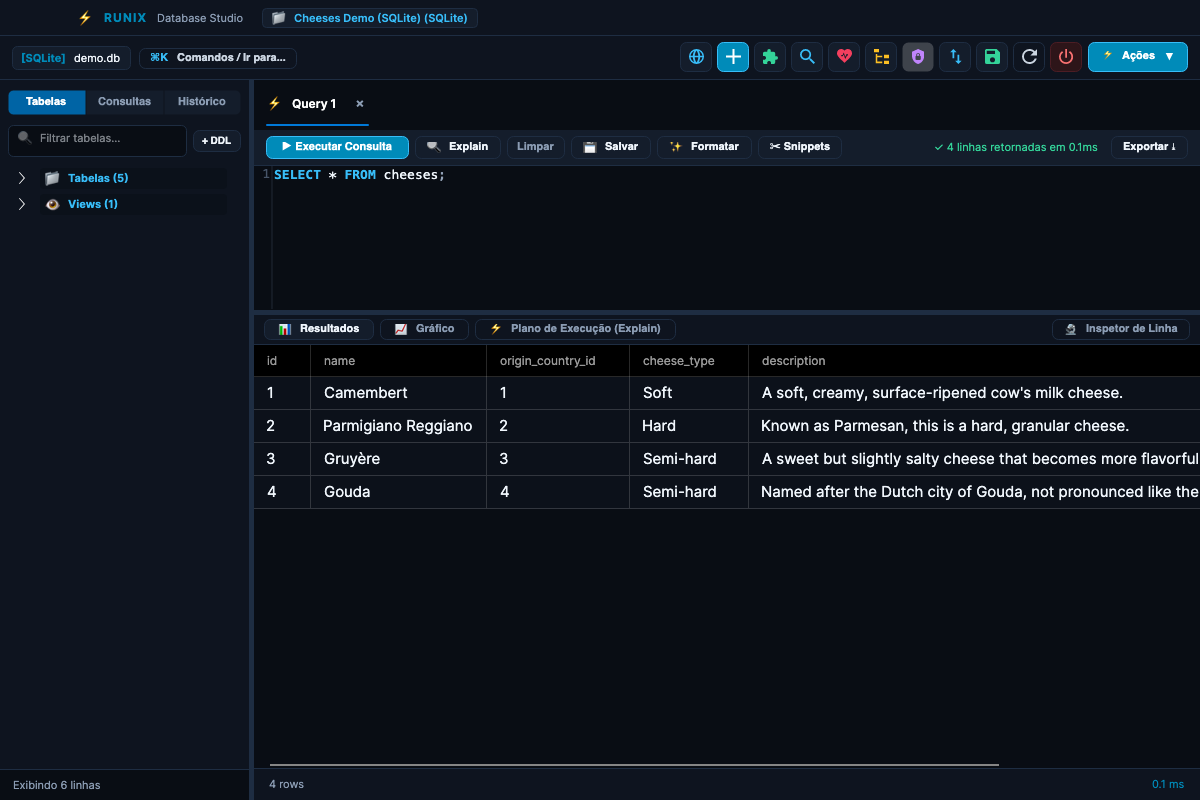 RUNIX Database Studio Cheeses Demo (SQLite) (SQLite)
[SQLite] demo.db ⌘K Comandos / Ir para... Ações ▼
Tabelas Consultas Histórico
Filtrar tabelas... + DDL
Tabelas (5)
Views (1)
Exibindo 6 linhas
Query 1 ×
▶ Executar Consulta Explain Limpar Salvar Formatar ✂ Snippets ✓ 4 linhas retornadas em 0.1ms Exportar ↓
1 SELECT * FROM cheeses;
Resultados Gráfico Plano de Execução (Explain) Inspetor de Linha
id name origin_country_id cheese_type description
1 Camembert 1 Soft A soft, creamy, surface-ripened cow's milk cheese.
2 Parmigiano Reggiano 2 Hard Known as Parmesan, this is a hard, granular cheese.
3 Gruyère 3 Semi-hard A sweet but slightly salty cheese that becomes more flavorful
4 Gouda 4 Semi-hard Named after the Dutch city of Gouda, not pronounced like the
4 rows 0.1 ms